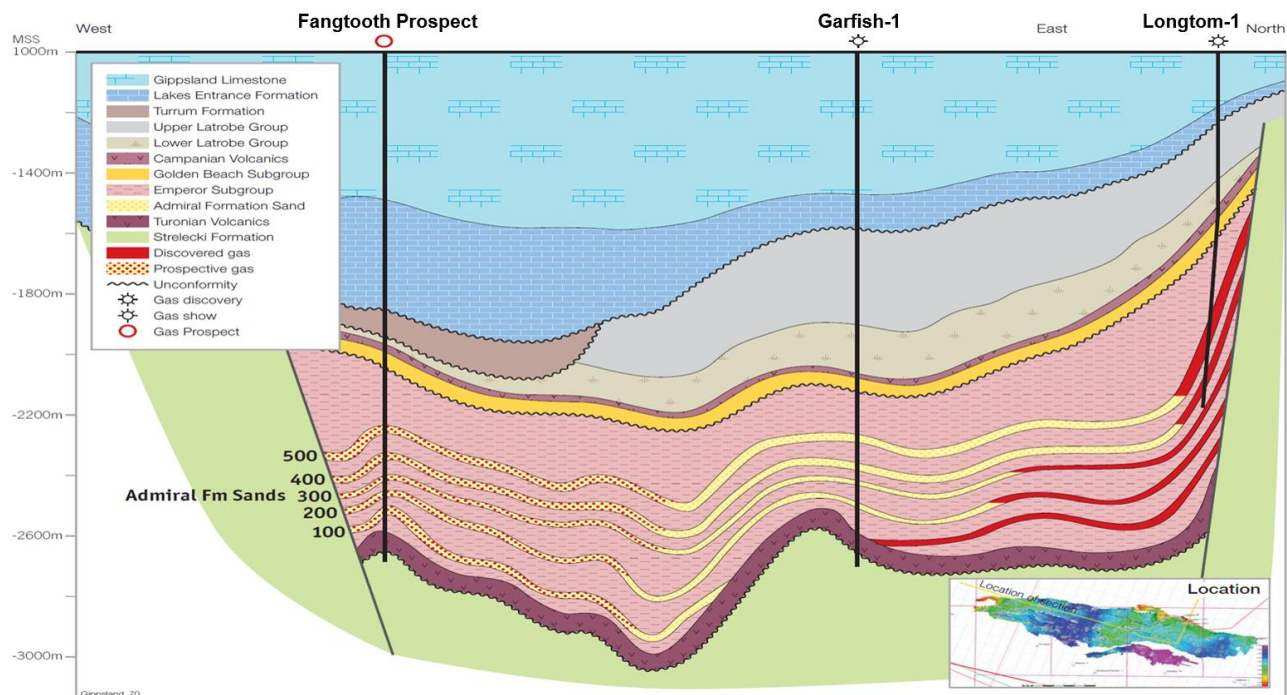 West
Fangtooth Prospect
Garfish-1
East
Longtom-1
North
MSS
1000m
-1400m
-1800m
-2200m
-2600m
-3000m
Gippsland Limestone
Lakes Entrance Formation
Turrum Formation
Upper Latrobe Group
Lower Latrobe Group
Campanian Volcanics
Golden Beach Subgroup
Emperor Subgroup
Admiral Formation Sand
Turonian Volcanics
Strelecki Formation
Discovered gas
Prospective gas
Unconformity
Gas discovery
Gas show
Gas Prospect
500
400
Admiral Fm Sands
300
200
100
Location
Location of section
Gippsland 70